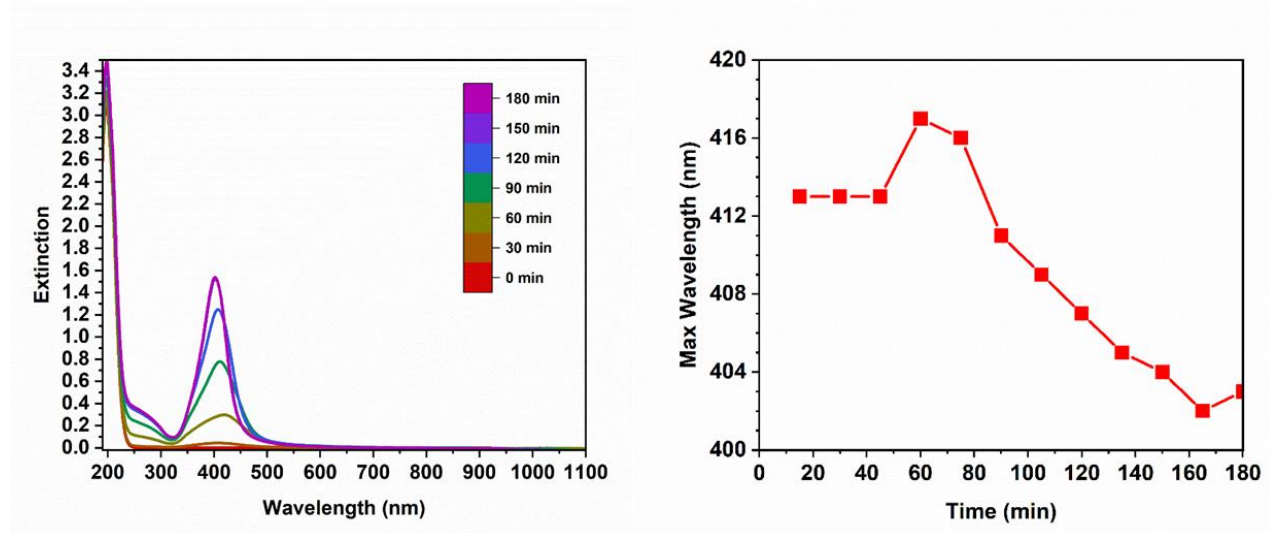 Extinction
3.4
3.2
3.0
2.8
2.6
2.4
2.2
2.0
1.8
1.6
1.4
1.2
1.0
0.8
0.6
0.4
0.2
0.0
200 300 400 500 600 700 800 900 1000 1100
Wavelength (nm)
180 min
150 min
120 min
90 min
60 min
30 min
0 min
Max Wavelength (nm)
420
416
412
408
404
400
0 20 40 60 80 100 120 140 160 180
Time (min)